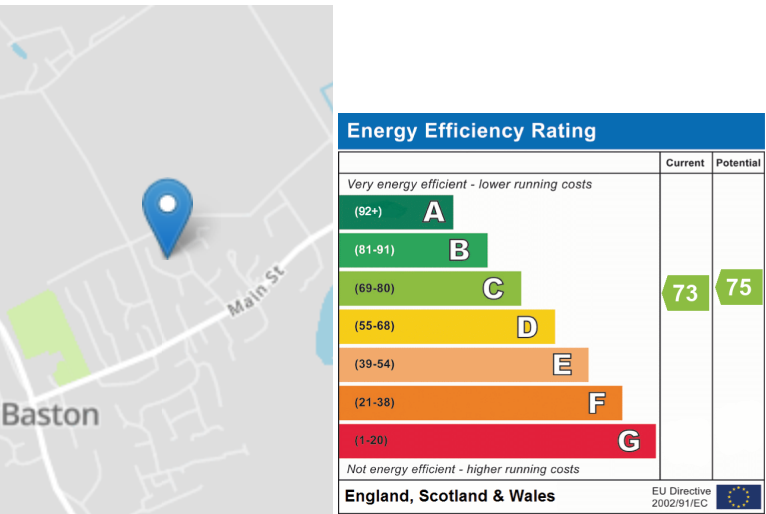 Main St
Baston
Energy Efficiency Rating
Current Potential
Very energy efficient - lower running costs
(92+) A
(81-91) B
(69-80) C
73
75
(55-68) D
(39-54) E
(21-38) F
(1-20) G
Not energy efficient - higher running costs
England, Scotland & Wales
EU Directive
2002/91/EC